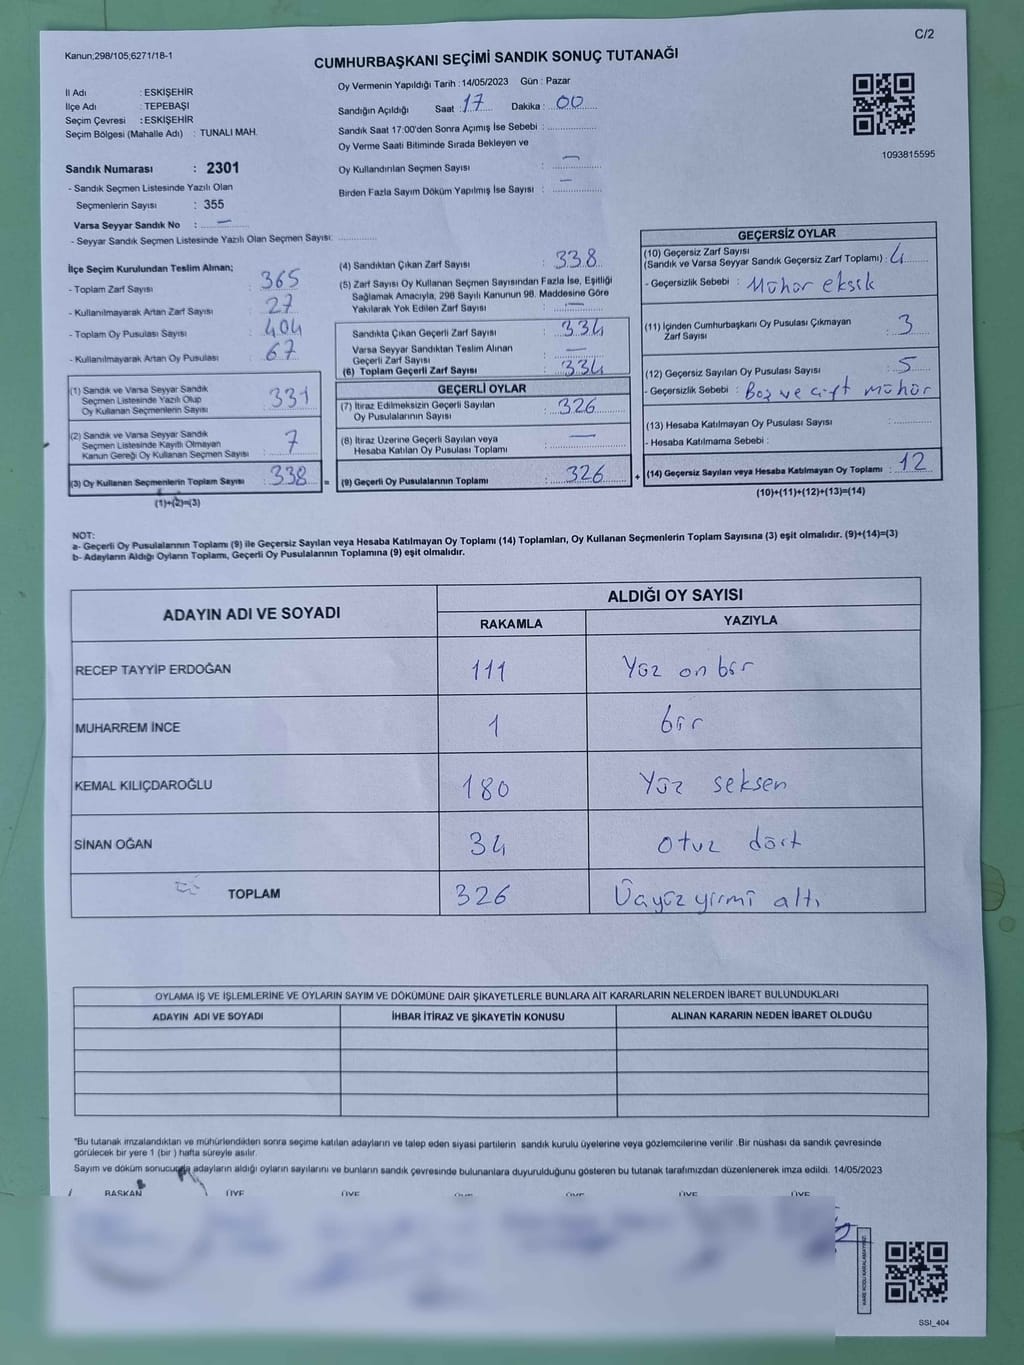 C/2
Kanun;298/105;6271/18-1
CUMHURBAŞKANI SEÇİMİ SANDIK SONUÇ TUTANAĞI
İl Adı : ESKİŞEHİR
İlçe Adı : TEPEBAŞI
Seçim Çevresi : ESKİŞEHİR
Seçim Bölgesi (Mahalle Adı) : TUNALI MAH.
Sandık Numarası : 2301
- Sandık Seçmen Listesinde Yazılı Olan
Seçmenlerin Sayısı : 355
Varsa Seyyar Sandık No : —
- Seyyar Sandık Seçmen Listesinde Yazılı Olan Seçmen Sayısı:
Oy Vermenin Yapıldığı Tarih : 14/05/2023 Gün : Pazar
Sandığın Açıldığı Saat : 17 Dakika : 00
Sandık Saat 17:00'den Sonra Açımış İse Sebebi :
Oy Verme Saati Bitiminde Sırada Bekleyen ve
Oy Kullandırılan Seçmen Sayısı : —
Birden Fazla Sayım Döküm Yapılmış İse Sayısı : —
1093815595
İlçe Seçim Kurulundan Teslim Alınan;
- Toplam Zarf Sayısı : 365
- Kullanılmayarak Artan Zarf Sayısı : 27
- Toplam Oy Pusulası Sayısı : 404
- Kullanılmayarak Artan Oy Pusulası : 67
(1) Sandık ve Varsa Seyyar Sandık
Seçmen Listesinde Yazılı Olup
Oy Kullanan Seçmenlerin Sayısı : 331
(2) Sandık ve Varsa Seyyar Sandık
Seçmen Listesinde Kayıtlı Olmayan
Kanun Gereği Oy Kullanan Seçmen Sayısı : 7
(3) Oy Kullanan Seçmenlerin Toplam Sayısı : 338 =
(1)+(2)=(3)
(4) Sandıktan Çıkan Zarf Sayısı : 338
(5) Zarf Sayısı Oy Kullanan Seçmen Sayısından Fazla İse, Eşitliği
Sağlamak Amacıyla, 298 Sayılı Kanunun 98. Maddesine Göre
Yakılarak Yok Edilen Zarf Sayısı : —
Sandıkta Çıkan Geçerli Zarf Sayısı : 334
Varsa Seyyar Sandıktan Teslim Alınan
Geçerli Zarf Sayısı : —
(6) Toplam Geçerli Zarf Sayısı : 334
GEÇERLİ OYLAR
(7) İtiraz Edilmeksizin Geçerli Sayılan
Oy Pusulalarının Sayısı : 326
(8) İtiraz Üzerine Geçerli Sayılan veya
Hesaba Katılan Oy Pusulası Toplamı : —
(9) Geçerli Oy Pusulalarının Toplamı : 326 +
GEÇERSİZ OYLAR
(10) Geçersiz Zarf Sayısı
(Sandık ve Varsa Seyyar Sandık Geçersiz Zarf Toplamı) : 4
- Geçersizlik Sebebi : Mühür eksik
(11) İçinden Cumhurbaşkanı Oy Pusulası Çıkmayan
Zarf Sayısı : 3
(12) Geçersiz Sayılan Oy Pusulası Sayısı : 5
- Geçersizlik Sebebi : Boş ve çift mühür
(13) Hesaba Katılmayan Oy Pusulası Sayısı :
- Hesaba Katılmama Sebebi :
(14) Geçersiz Sayılan veya Hesaba Katılmayan Oy Toplamı : 12
(10)+(11)+(12)+(13)=(14)
NOT:
a- Geçerli Oy Pusulalarının Toplamı (9) ile Geçersiz Sayılan veya Hesaba Katılmayan Oy Toplamı (14) Toplamları, Oy Kullanan Seçmenlerin Toplam Sayısına (3) eşit olmalıdır. (9)+(14)=(3)
b- Adayların Aldığı Oyların Toplamı, Geçerli Oy Pusulalarının Toplamına (9) eşit olmalıdır.
ADAYIN ADI VE SOYADI
ALDIĞI OY SAYISI
RAKAMLA YAZIYLA
RECEP TAYYİP ERDOĞAN 111 Yüz on bir
MUHARREM İNCE 1 bir
KEMAL KILIÇDAROĞLU 180 Yüz seksen
SİNAN OĞAN 34 otuz dört
TOPLAM 326 Üçyüz yirmi altı
OYLAMA İŞ VE İŞLEMLERİNE VE OYLARIN SAYIM VE DÖKÜMÜNE DAİR ŞİKAYETLERLE BUNLARA AİT KARARLARIN NELERDEN İBARET BULUNDUKLARI
ADAYIN ADI VE SOYADI İHBAR İTİRAZ VE ŞİKAYETİN KONUSU ALINAN KARARIN NEDEN İBARET OLDUĞU
"Bu tutanak imzalandıktan ve mühürlendikten sonra seçime katılan adayların ve talep eden siyasi partilerin sandık kurulu üyelerine veya gözlemcilerine verilir .Bir nüshası da sandık çevresinde
görülecek bir yere 1 (bir ) hafta süreyle asılır.
Sayım ve döküm sonucunda adayların aldığı oyların sayılarını ve bunların sandık çevresinde bulunanlara duyurulduğunu gösteren bu tutanak tarafımızdan düzenlenerek imza edildi. 14/05/2023
BAŞKAN ÜYE ÜYE ÜYE ÜYE ÜYE ÜYE
KARE KODU KARALAMAYINIZ!
SSI_404